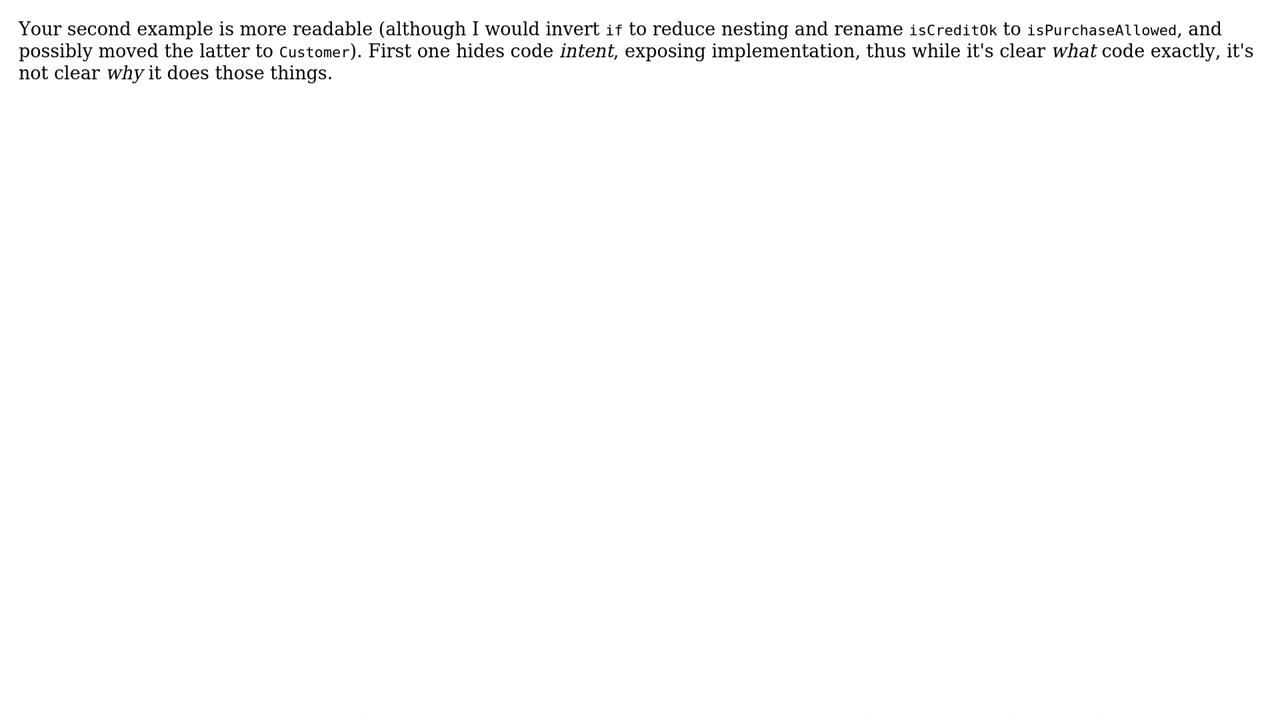 Your second example is more readable (although I would invert if to reduce nesting and rename isCreditOk to isPurchaseAllowed, and
possibly moved the latter to Customer). First one hides code intent, exposing implementation, thus while it's clear what code exactly, it's
not clear why it does those things.